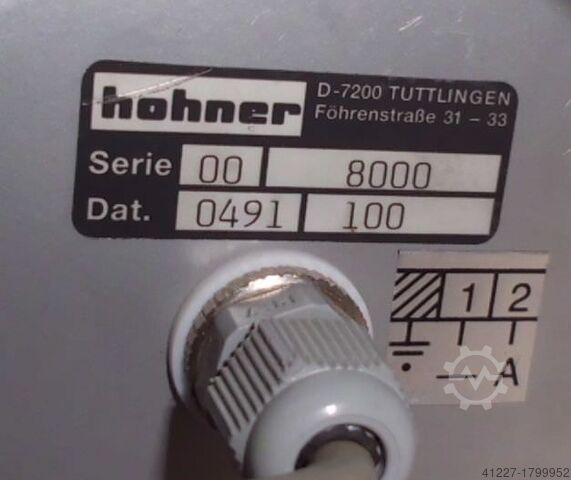 hohner
D-7200 TUTTLINGEN
Föhrenstraße 31 – 33
Serie 00 8000
Dat. 0491 100
1 2
A
41227-1799952